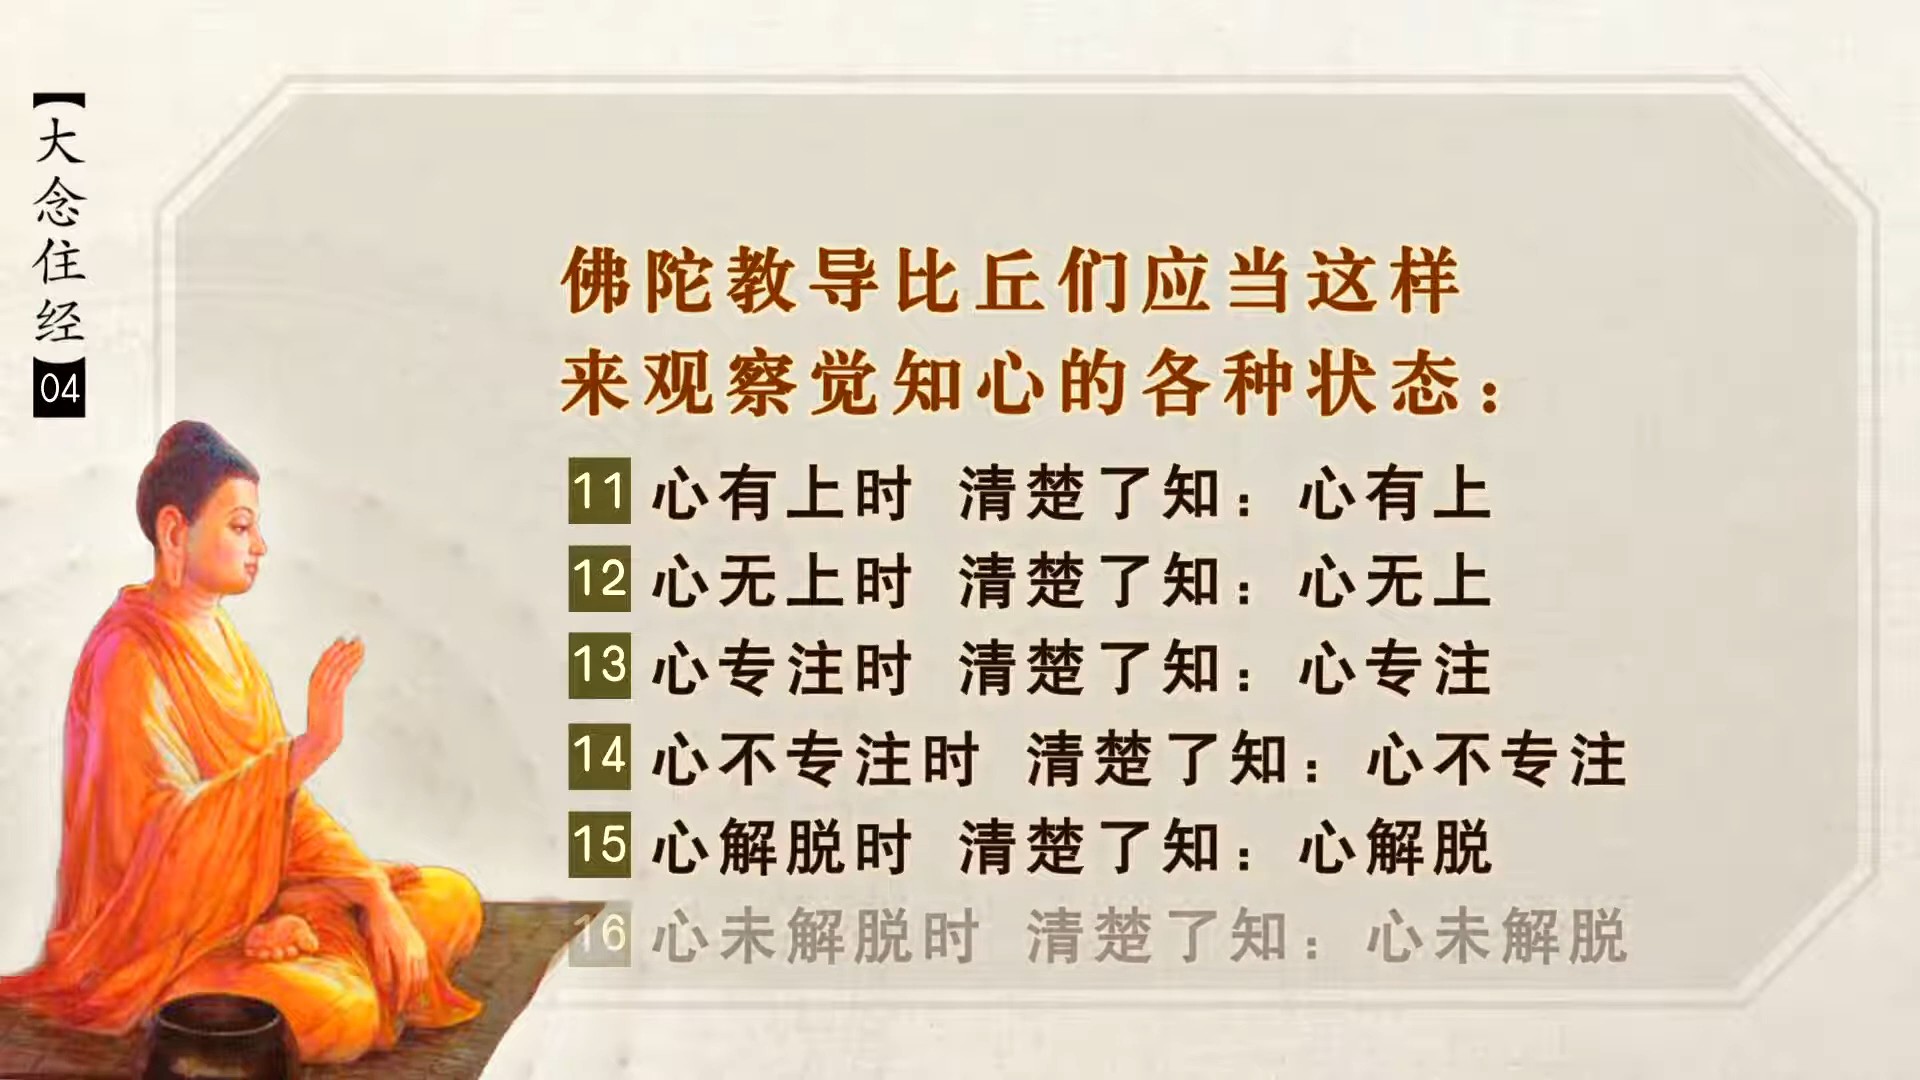 【大念住经】04
佛陀教导比丘们应当这样
来观察觉知心的各种状态：
11 心有上时 清楚了知：心有上
12 心无上时 清楚了知：心无上
13 心专注时 清楚了知：心专注
14 心不专注时 清楚了知：心不专注
15 心解脱时 清楚了知：心解脱
16 心未解脱时 清楚了知：心未解脱